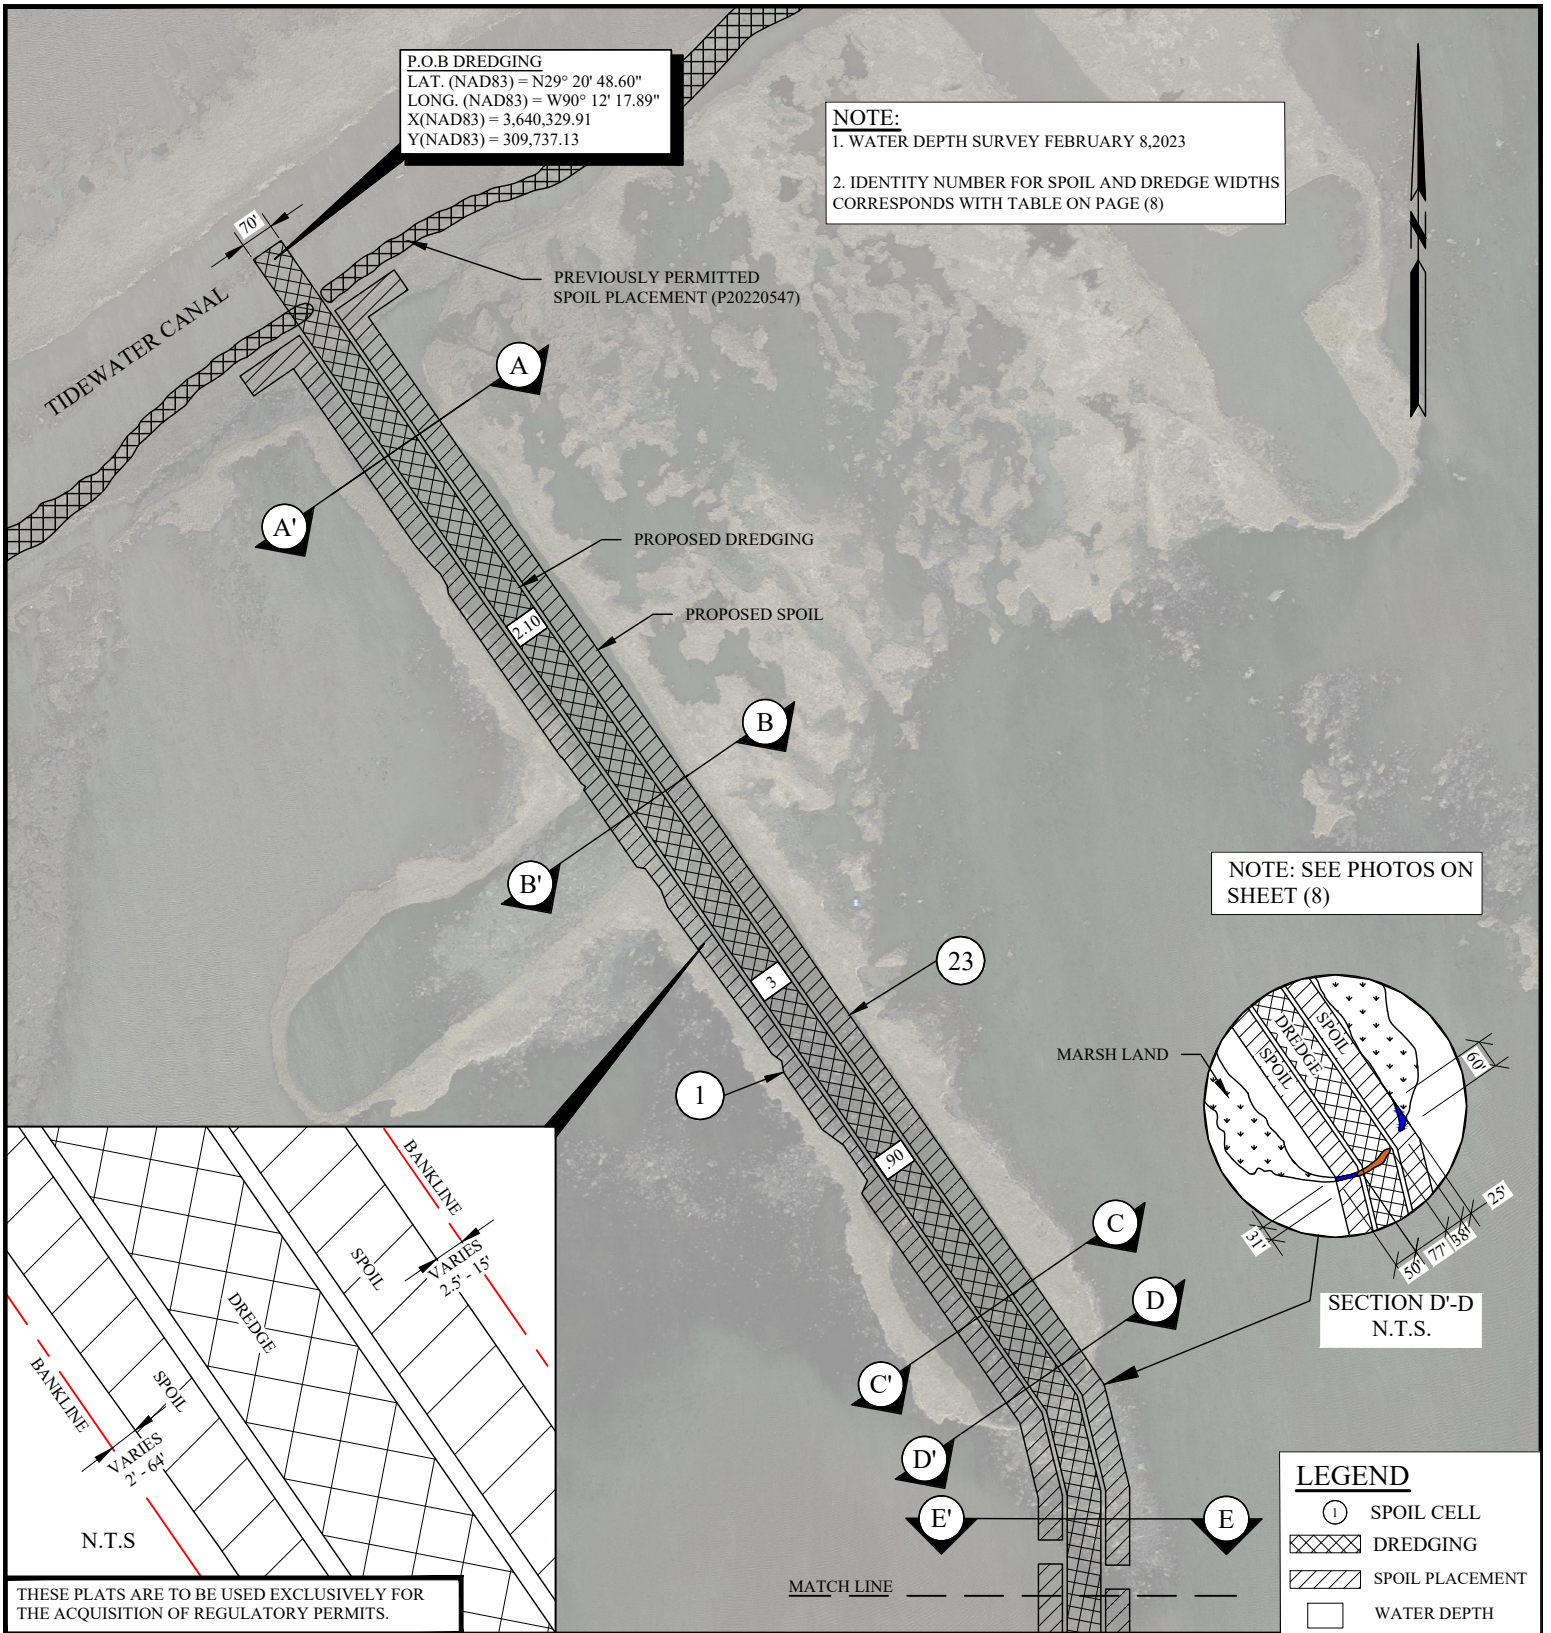 P.O.B DREDGING
LAT. (NAD83) = N29° 20' 48.60"
LONG. (NAD83) = W90° 12' 17.89"
X(NAD83) = 3,640,329.91
Y(NAD83) = 309,737.13
NOTE:
1. WATER DEPTH SURVEY FEBRUARY 8,2023
2. IDENTITY NUMBER FOR SPOIL AND DREDGE WIDTHS
CORRESPONDS WITH TABLE ON PAGE (8)
N
70'
PREVIOUSLY PERMITTED
SPOIL PLACEMENT (P20220547)
TIDEWATER CANAL
A
A'
PROPOSED DREDGING
PROPOSED SPOIL
2.10
B
B'
NOTE: SEE PHOTOS ON
SHEET (8)
23
3
1
MARSH LAND
SPOIL
DREDGE
SPOIL
60'
25'
38'
77'
50'
31'
SECTION D'-D
N.T.S.
.90
C
C'
D
D'
E'
E
MATCH LINE
BANKLINE
VARIES
2.5' - 15'
SPOIL
DREDGE
SPOIL
BANKLINE
VARIES
2' - 64'
N.T.S
THESE PLATS ARE TO BE USED EXCLUSIVELY FOR
THE ACQUISITION OF REGULATORY PERMITS.
LEGEND
1 SPOIL CELL
DREDGING
SPOIL PLACEMENT
WATER DEPTH